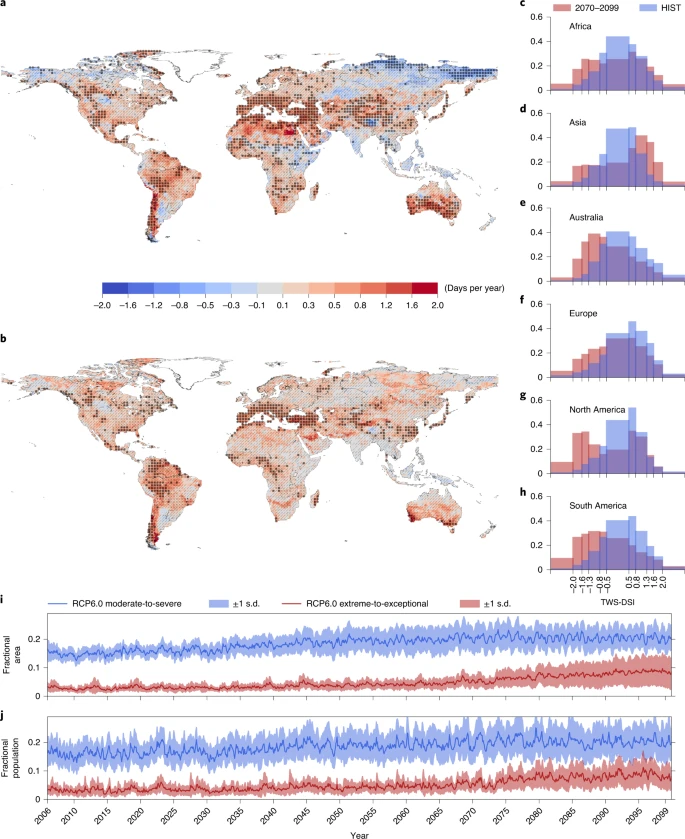 a
−2.0 −1.6 −1.2 −0.8 −0.5 −0.3 −0.1 0.1 0.3 0.5 0.8 1.2 1.6 2.0
(Days per year)
b
c
2070–2099 HIST
0.6
0.4
0.2
0
Africa
d
0.6
0.4
0.2
0
Asia
e
0.6
0.4
0.2
0
Australia
f
0.6
0.4
0.2
0
Europe
g
0.6
0.4
0.2
0
North America
h
0.6
0.4
0.2
0
South America
−2.0 −1.6 −1.3 −0.8 −0.5 0.5 0.8 1.3 1.6 2.0
TWS-DSI
i
RCP6.0 moderate-to-severe ±1 s.d. RCP6.0 extreme-to-exceptional ±1 s.d.
Fractional
area
0.2
0.1
0
j
Fractional
population
0.2
0.1
0
2006 2010 2015 2020 2025 2030 2035 2040 2045 2050 2055 2060 2065 2070 2075 2080 2085 2090 2095 2099
Year